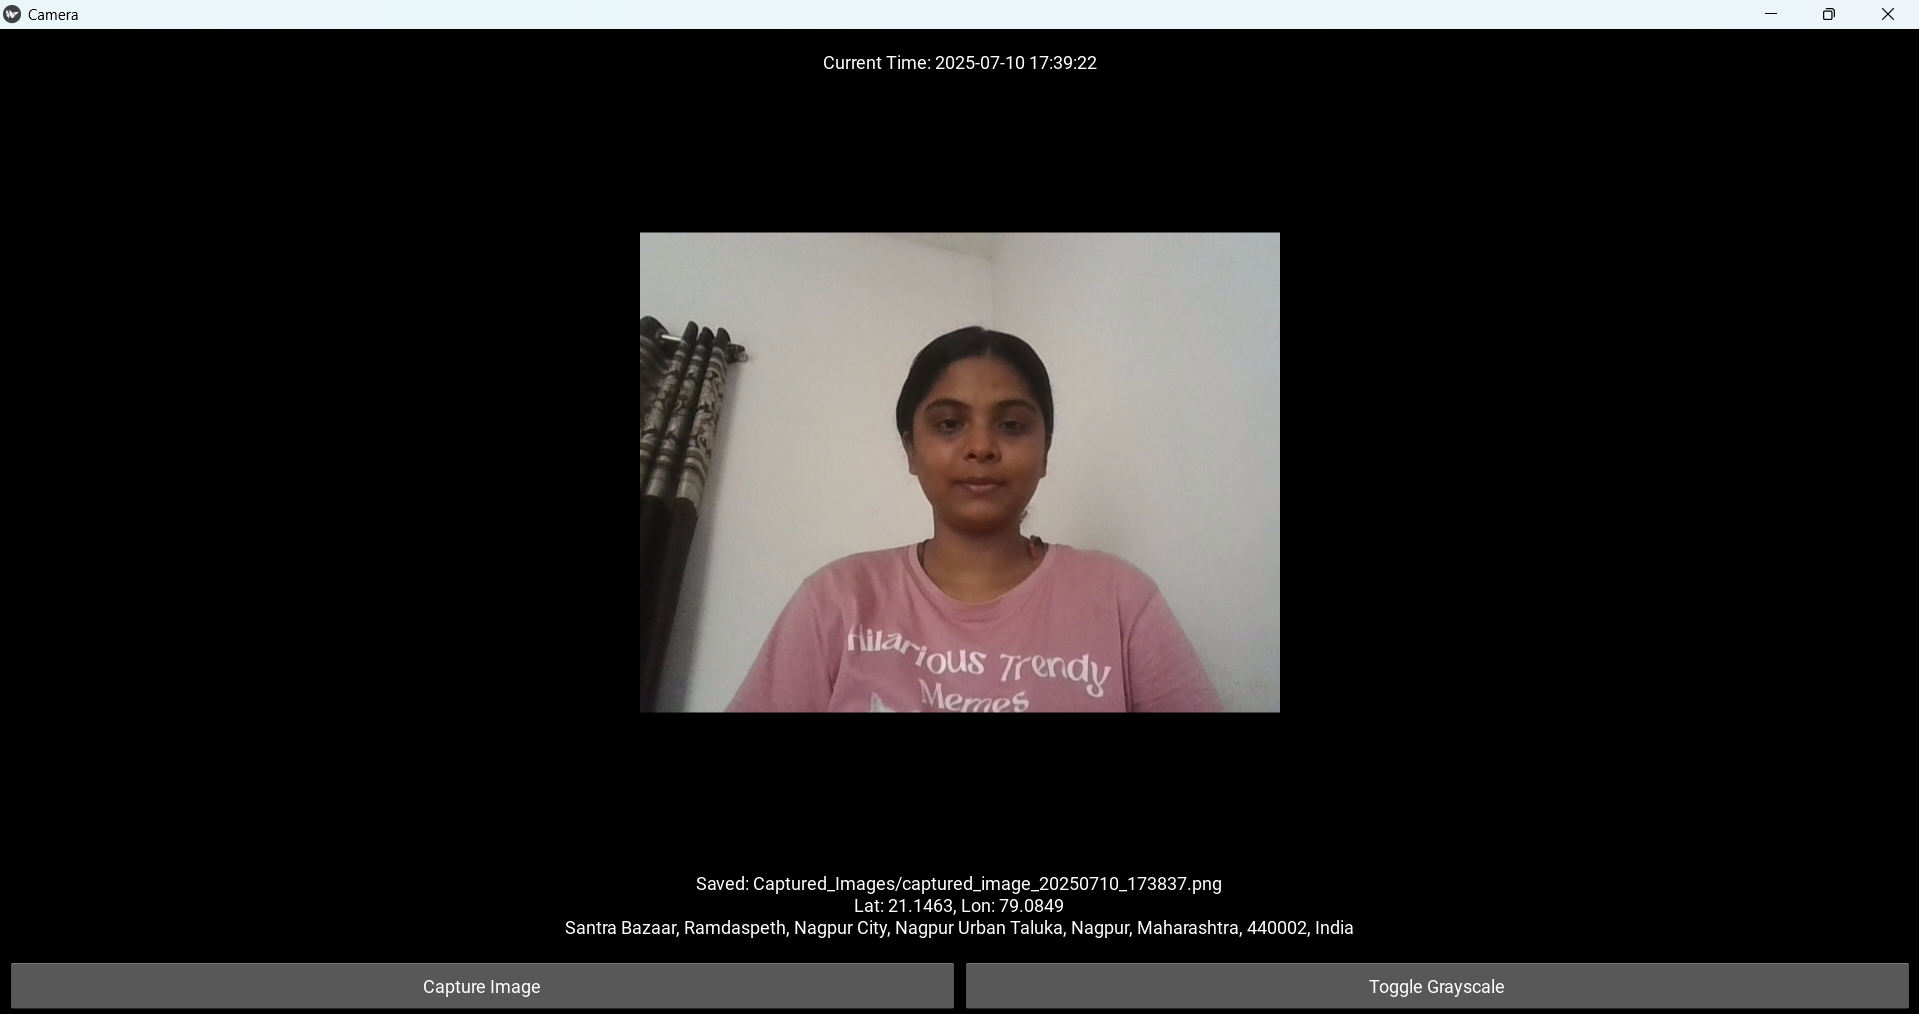 Camera
Current Time: 2025-07-10 17:39:22
Hilarious Trendy
Memes
Saved: Captured_Images/captured_image_20250710_173837.png
Lat: 21.1463, Lon: 79.0849
Santra Bazaar, Ramdaspeth, Nagpur City, Nagpur Urban Taluka, Nagpur, Maharashtra, 440002, India
Capture Image
Toggle Grayscale